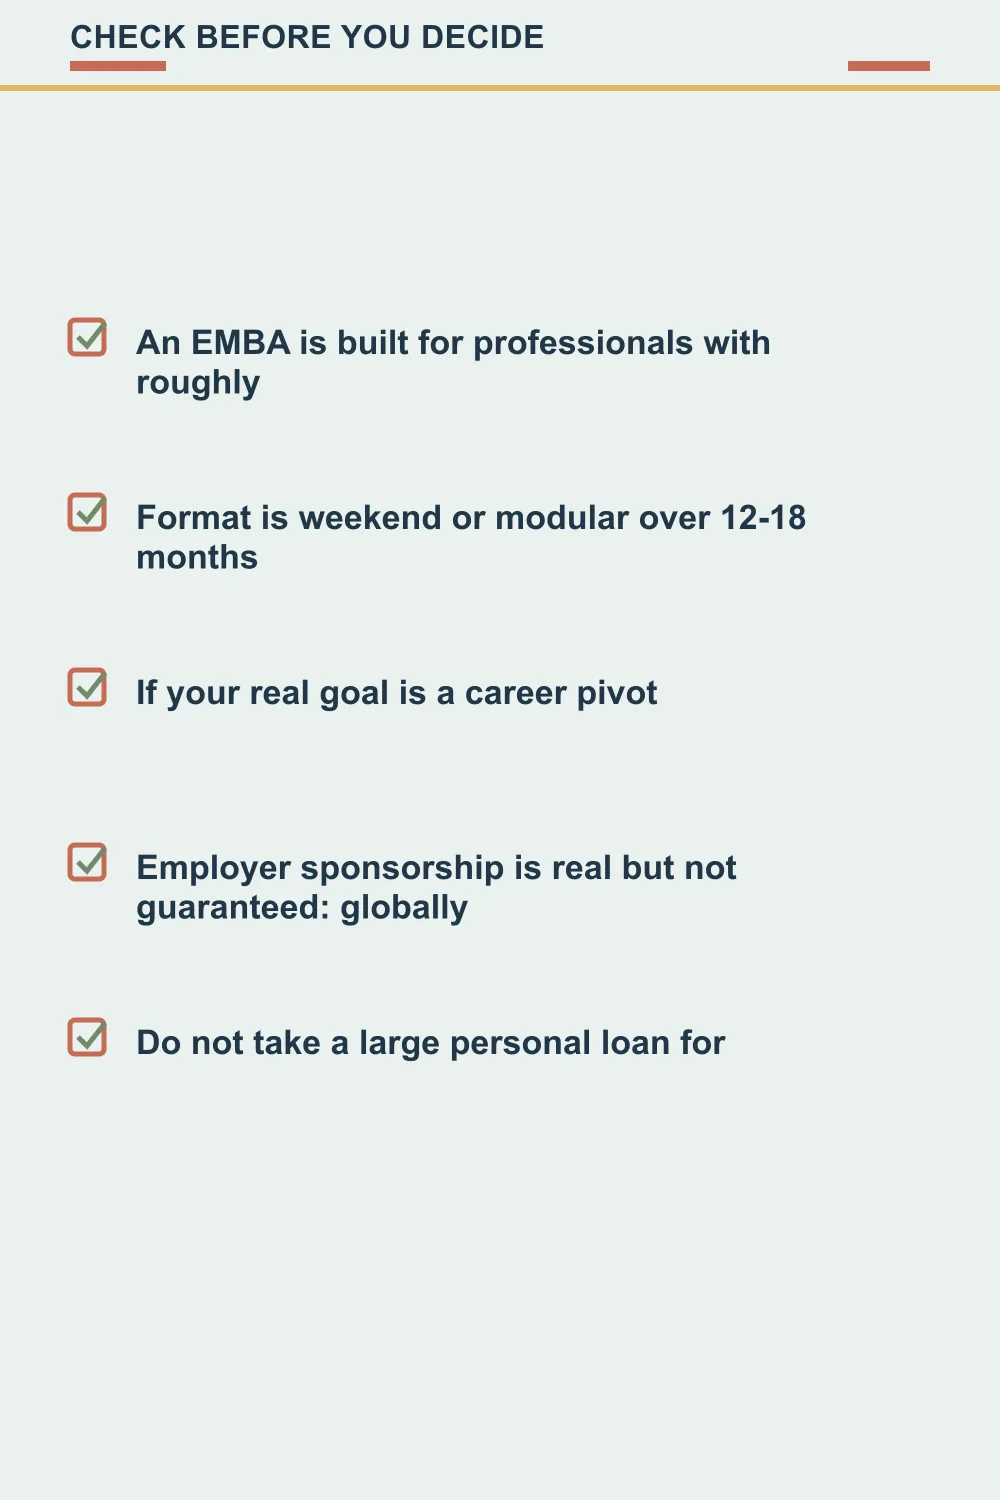 CHECK BEFORE YOU DECIDE
An EMBA is built for professionals with
roughly
Format is weekend or modular over 12-18
months
If your real goal is a career pivot
Employer sponsorship is real but not
guaranteed: globally
Do not take a large personal loan for